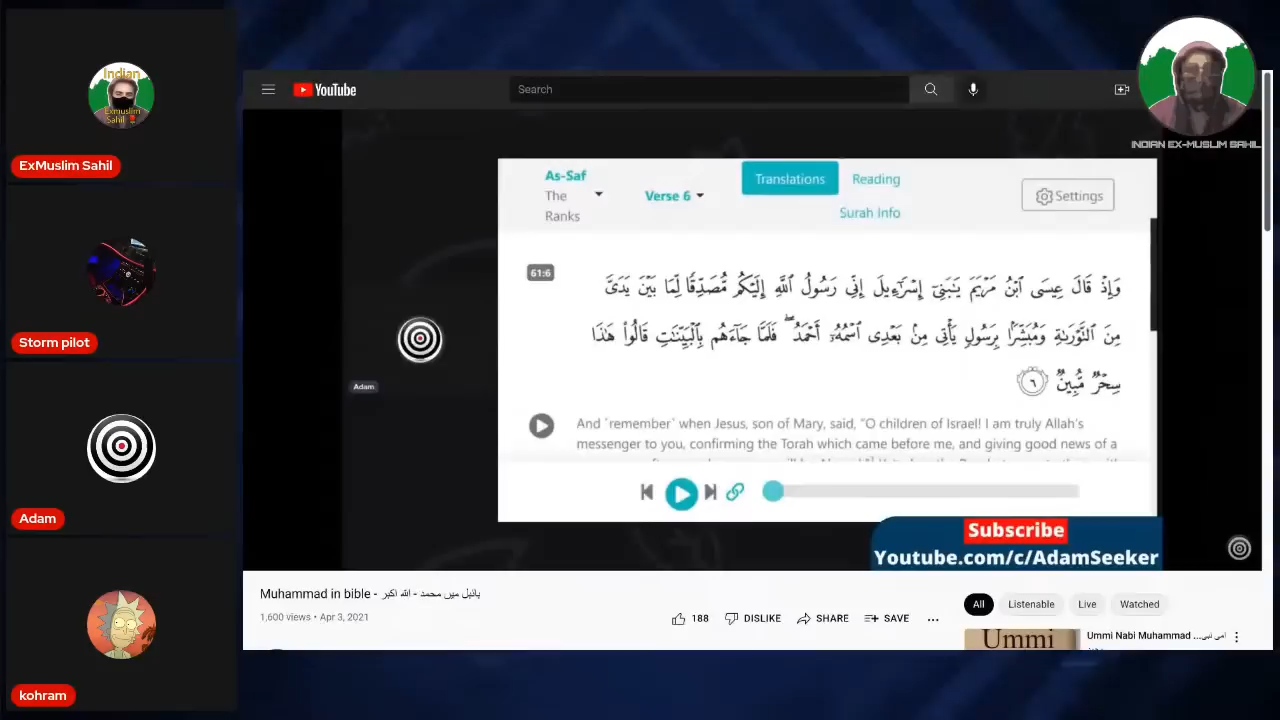 Indian
Exmuslim
Sahil
ExMuslim Sahil
Storm pilot
Adam
kohram
YouTube
Search
INDIAN EX-MUSLIM SAHIL
As-Saf
The
Ranks
Verse 6
Translations
Reading
Surah Info
Settings
61:6
وَإِذْ قَالَ عِيسَى ٱبْنُ مَرْيَمَ يَـٰبَنِىٓ إِسْرَٰٓءِيلَ إِنِّى رَسُولُ ٱللَّهِ إِلَيْكُم مُّصَدِّقًا لِّمَا بَيْنَ يَدَىَّ
مِنَ ٱلتَّوْرَىٰةِ وَمُبَشِّرًۢا بِرَسُولٍ يَأْتِى مِنۢ بَعْدِى ٱسْمُهُۥٓ أَحْمَدُ ۖ فَلَمَّا جَآءَهُم بِٱلْبَيِّنَـٰتِ قَالُوا۟ هَـٰذَا
سِحْرٌ مُّبِينٌ ٦
And ˹remember˺ when Jesus, son of Mary, said, “O children of Israel! I am truly Allah’s
messenger to you, confirming the Torah which came before me, and giving good news of a
Adam
Subscribe
Youtube.com/c/AdamSeeker
Muhammad in bible - بائبل میں محمد - الله اکبر
1,600 views • Apr 3, 2021
188 DISLIKE SHARE SAVE ...
All Listenable Live Watched
Ummi
Ummi Nabi Muhammad ...امی نبی